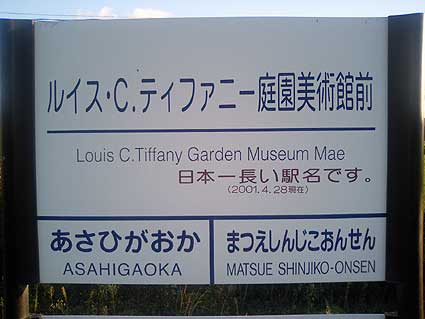 ルイス・C.ティファニー庭園美術館前
Louis C.Tiffany Garden Museum Mae
日本一長い駅名です。
(2001.4.28現在)
あさひがおか
ASAHIGAOKA
まつえしんじこおんせん
MATSUE SHINJIKO-ONSEN